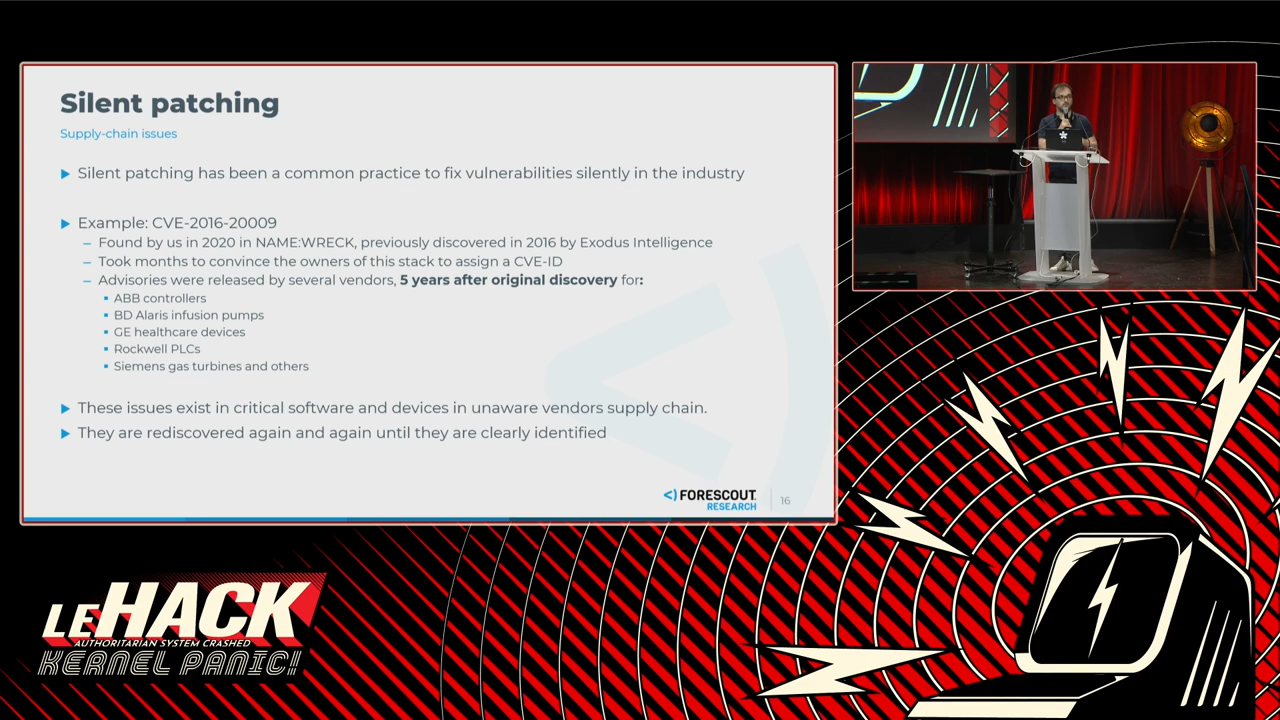 Silent patching
Supply-chain issues
Silent patching has been a common practice to fix vulnerabilities silently in the industry
Example: CVE-2016-20009
– Found by us in 2020 in NAME:WRECK, previously discovered in 2016 by Exodus Intelligence
– Took months to convince the owners of this stack to assign a CVE-ID
– Advisories were released by several vendors, 5 years after original discovery for:
ABB controllers
BD Alaris infusion pumps
GE healthcare devices
Rockwell PLCs
Siemens gas turbines and others
These issues exist in critical software and devices in unaware vendors supply chain.
They are rediscovered again and again until they are clearly identified
FORESCOUT
RESEARCH
16
LEHACK
AUTHORITARIAN SYSTEM CRASHED
KERNEL PANIC!